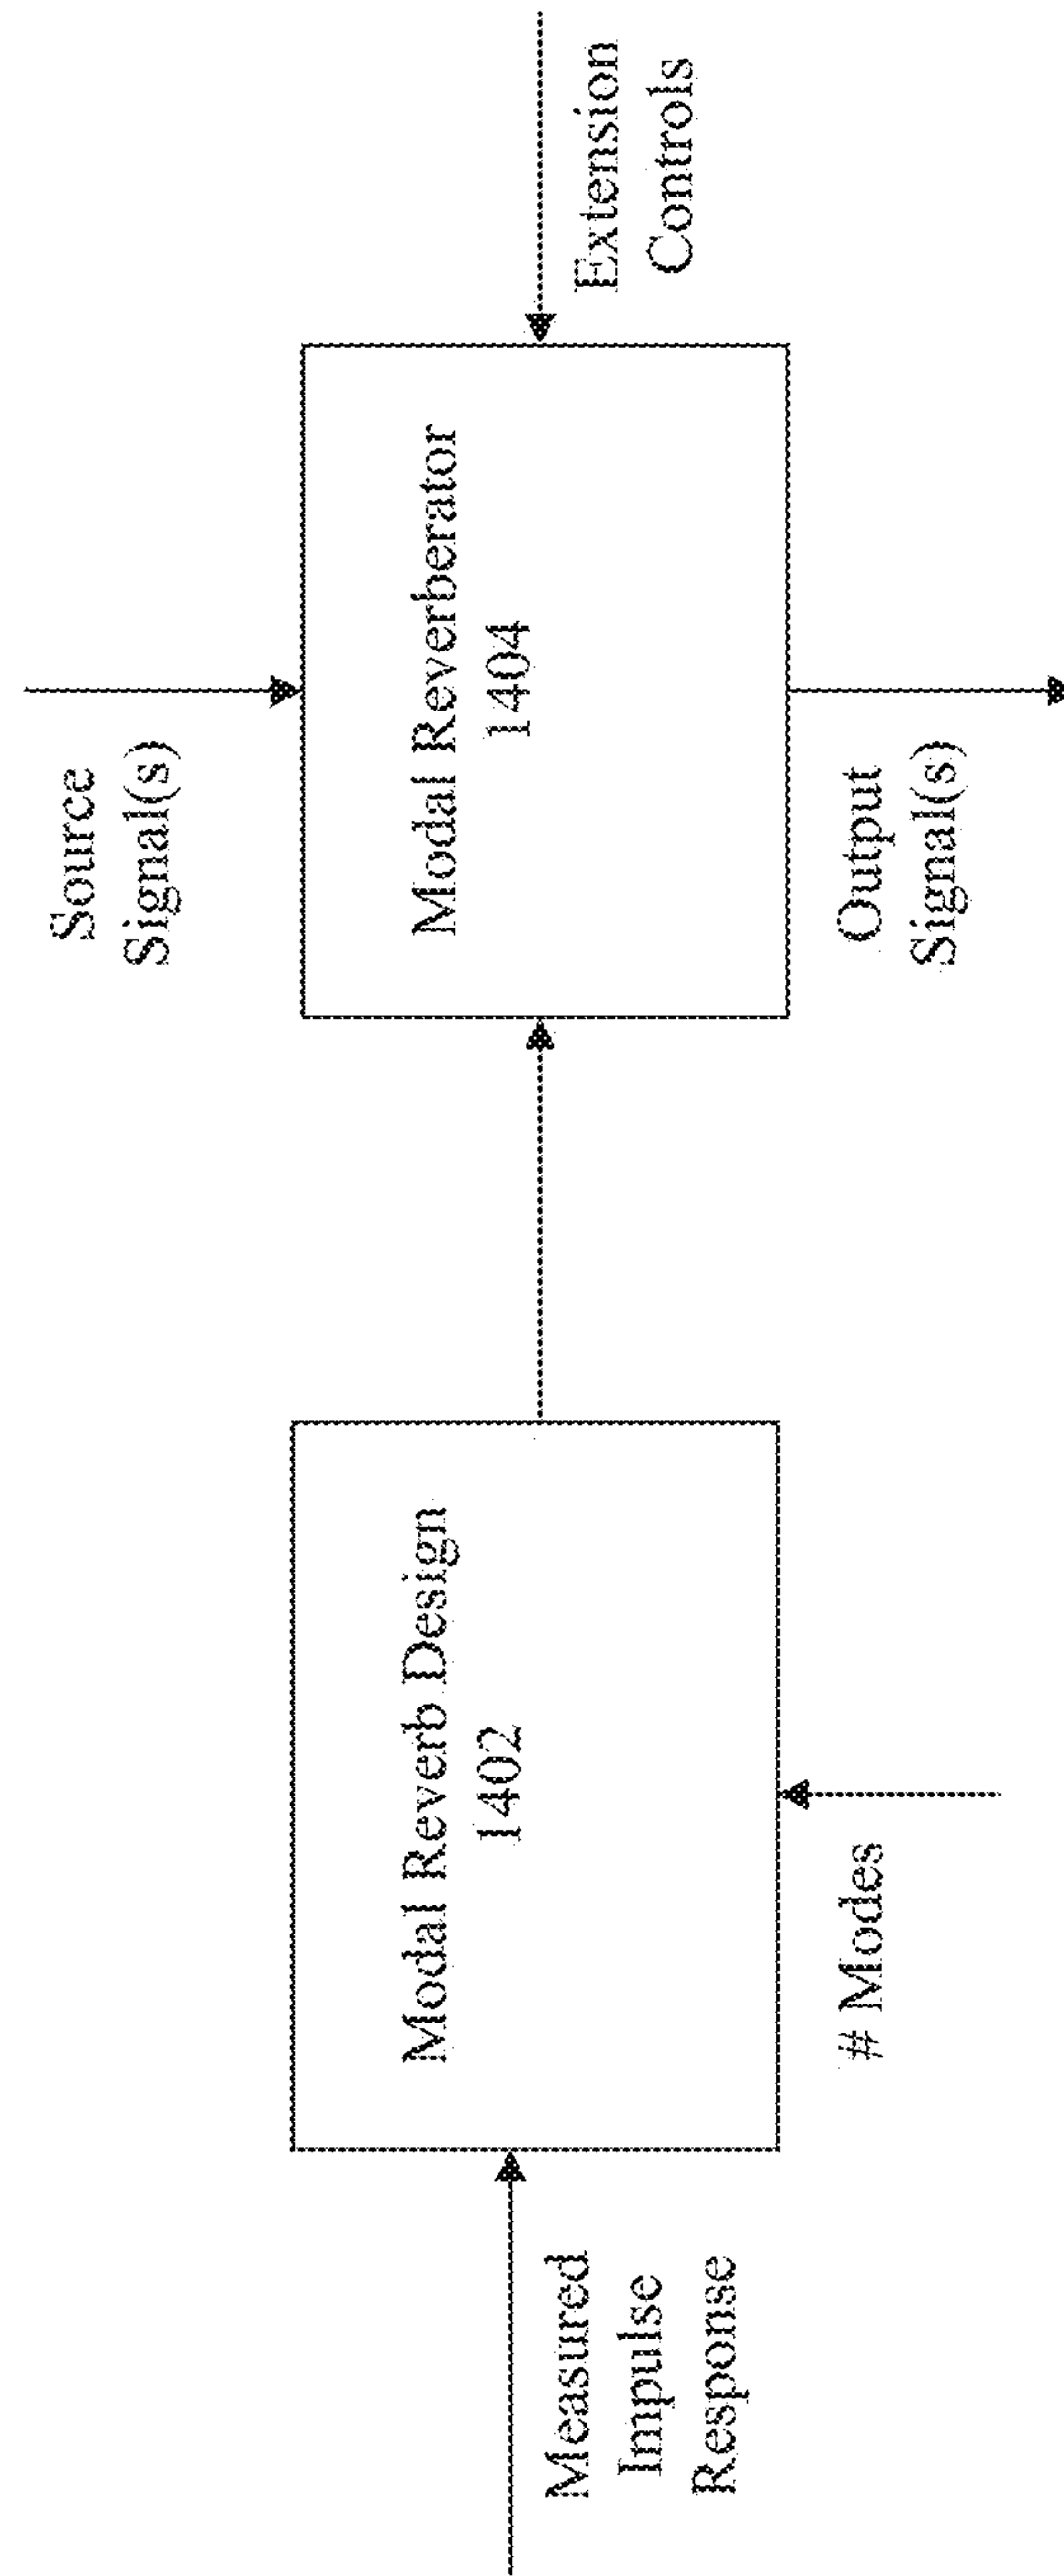 Measured
Impulse
Response
Modal Reverb Design
1402
# Modes
Source
Signal(s)
Modal Reverberator
1404
Output
Signal(s)
Extension
Controls